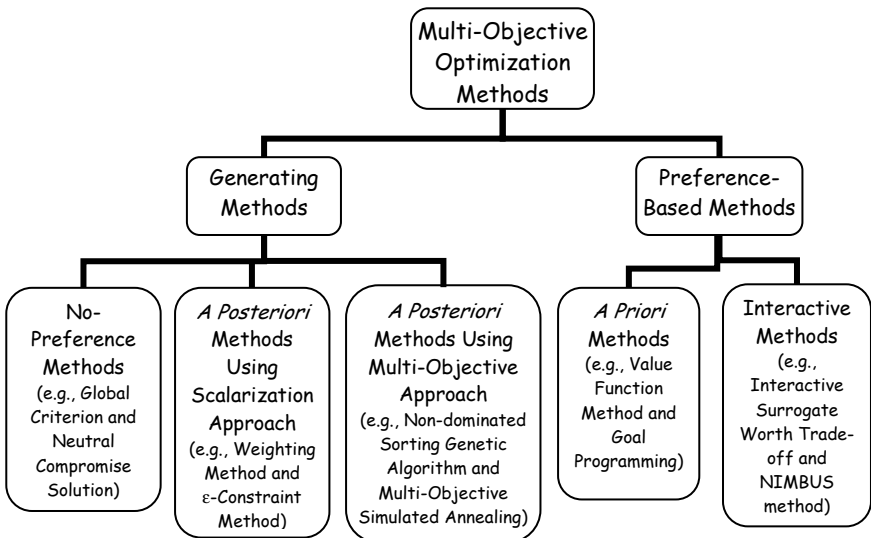 Multi-Objective
Optimization
Methods
Generating
Methods
Preference-
Based Methods
No-
Preference
Methods
(e.g., Global
Criterion and
Neutral
Compromise
Solution)
A Posteriori
Methods
Using
Scalarization
Approach
(e.g., Weighting
Method and
ε-Constraint
Method)
A Posteriori
Methods Using
Multi-Objective
Approach
(e.g., Non-dominated
Sorting Genetic
Algorithm and
Multi-Objective
Simulated Annealing)
A Priori
Methods
(e.g., Value
Function
Method and
Goal
Programming)
Interactive
Methods
(e.g.,
Interactive
Surrogate
Worth Trade-
off and
NIMBUS
method)